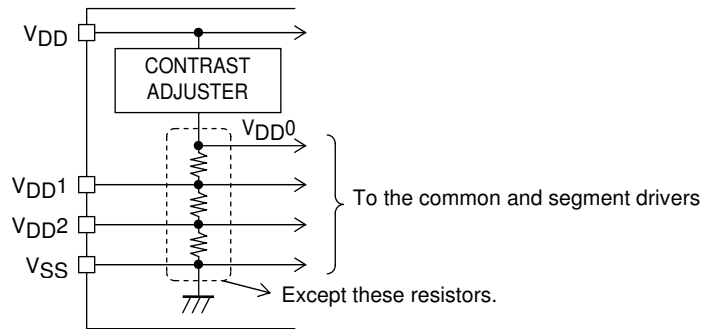 VDD
CONTRAST
ADJUSTER
VDD0
VDD1
To the common and segment drivers
VDD2
VSS
Except these resistors.